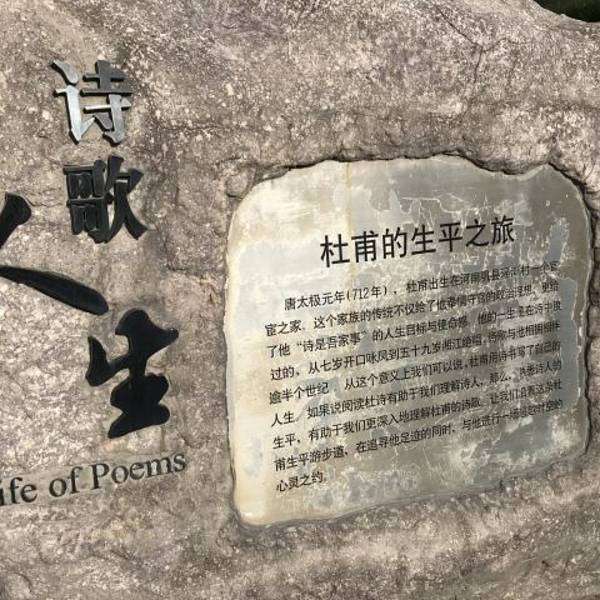 诗歌
人生
Life of Poems
杜甫的生平之旅
唐太极元年(712年)，杜甫出生在河南巩县河洛村一个官
宦之家。这个家族的传统不仅给了他奉儒守官的政治理想，更给
了他“诗是吾家事”的人生目标与使命感。他的一生是在诗中度
过的，从七岁开口咏凤到五十九岁湘江绝唱，诗歌与他相拥相伴
逾半个世纪。从这个意义上我们可以说，杜甫用诗书写了自己的
人生。如果说阅读杜诗有助于我们理解诗人，那么，熟悉诗人的
生平，有助于我们更深入地理解杜甫的诗歌。让我们沿着这条杜
甫生平游步道，在追寻他足迹的同时，与他进行一场超越时空的
心灵之约。